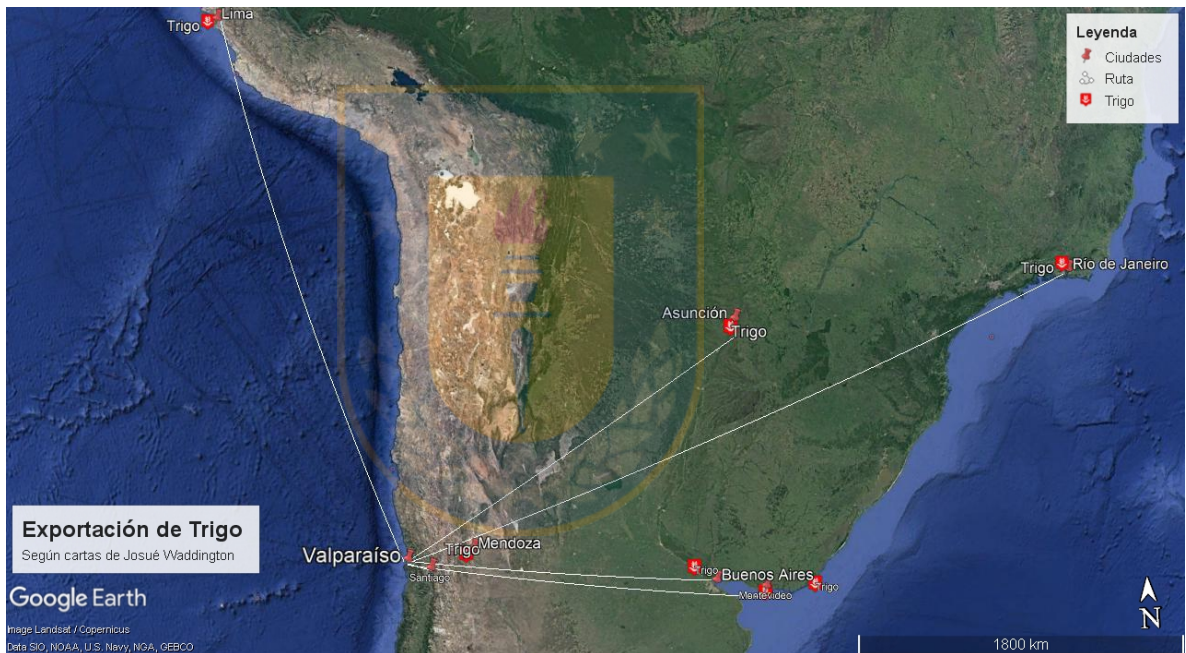 Lima
Trigo
Leyenda
Ciudades
Ruta
Trigo
Trigo Río de Janeiro
Asunción
Trigo
Exportación de Trigo
Según cartas de Josué Waddington
Valparaíso
Trigo Mendoza
Santiago
Trigo
Buenos Aires
Montevideo
Trigo
Google Earth
Image Landsat / Copernicus
Data SIO, NOAA, U.S. Navy, NGA, GEBCO
N
1800 km